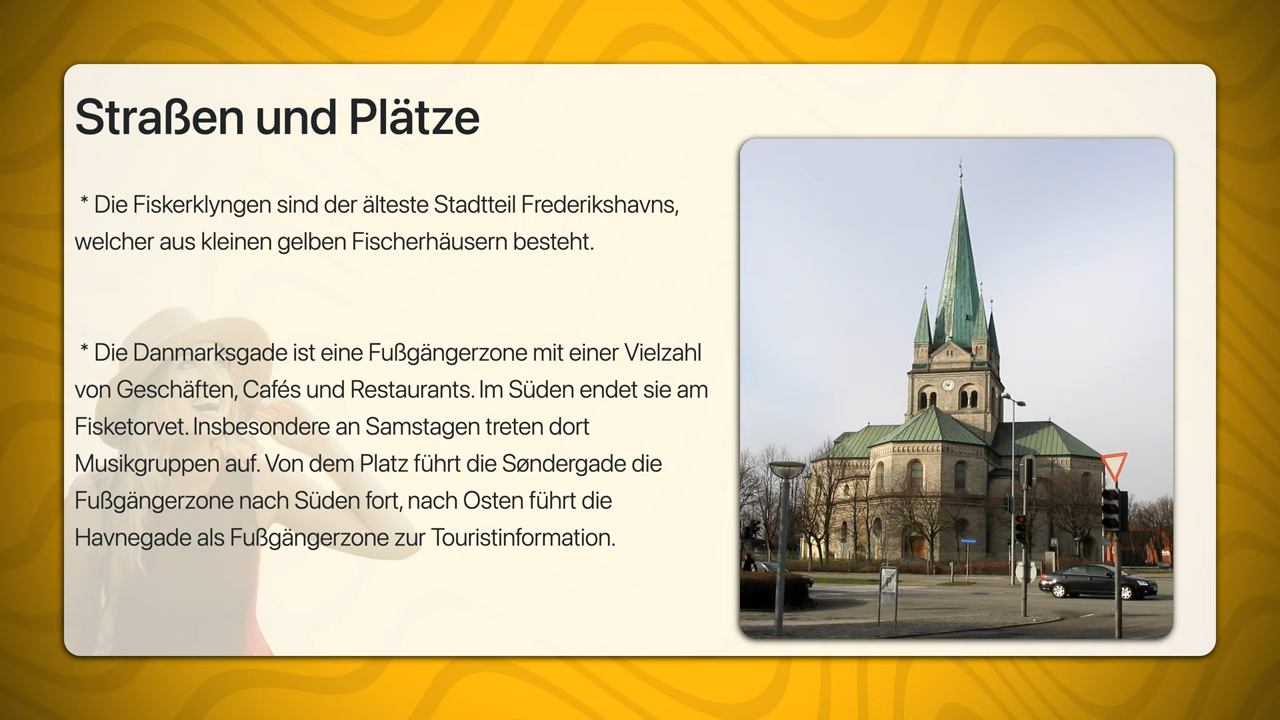 Straßen und Plätze
* Die Fiskerklyngen sind der älteste Stadtteil Frederikshavns,
welcher aus kleinen gelben Fischerhäusern besteht.
* Die Danmarksgade ist eine Fußgängerzone mit einer Vielzahl
von Geschäften, Cafés und Restaurants. Im Süden endet sie am
Fisketorvet. Insbesondere an Samstagen treten dort
Musikgruppen auf. Von dem Platz führt die Søndergade die
Fußgängerzone nach Süden fort, nach Osten führt die
Havnegade als Fußgängerzone zur Touristinformation.